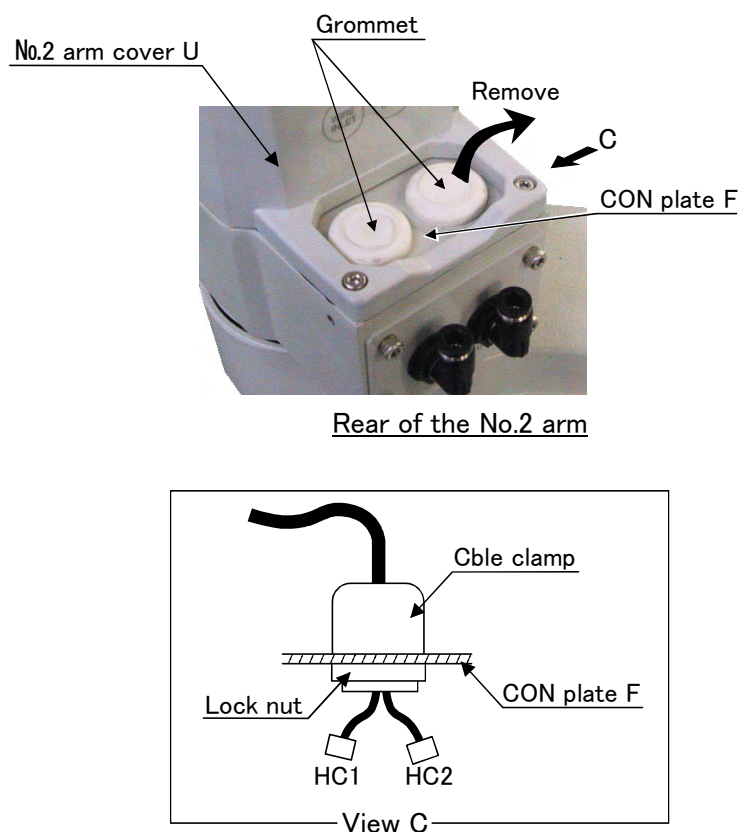 Grommet
No.2 arm cover U
Remove
C
CON plate F
Rear of the No.2 arm
Cble clamp
Lock nut
CON plate F
HC1
HC2
View C